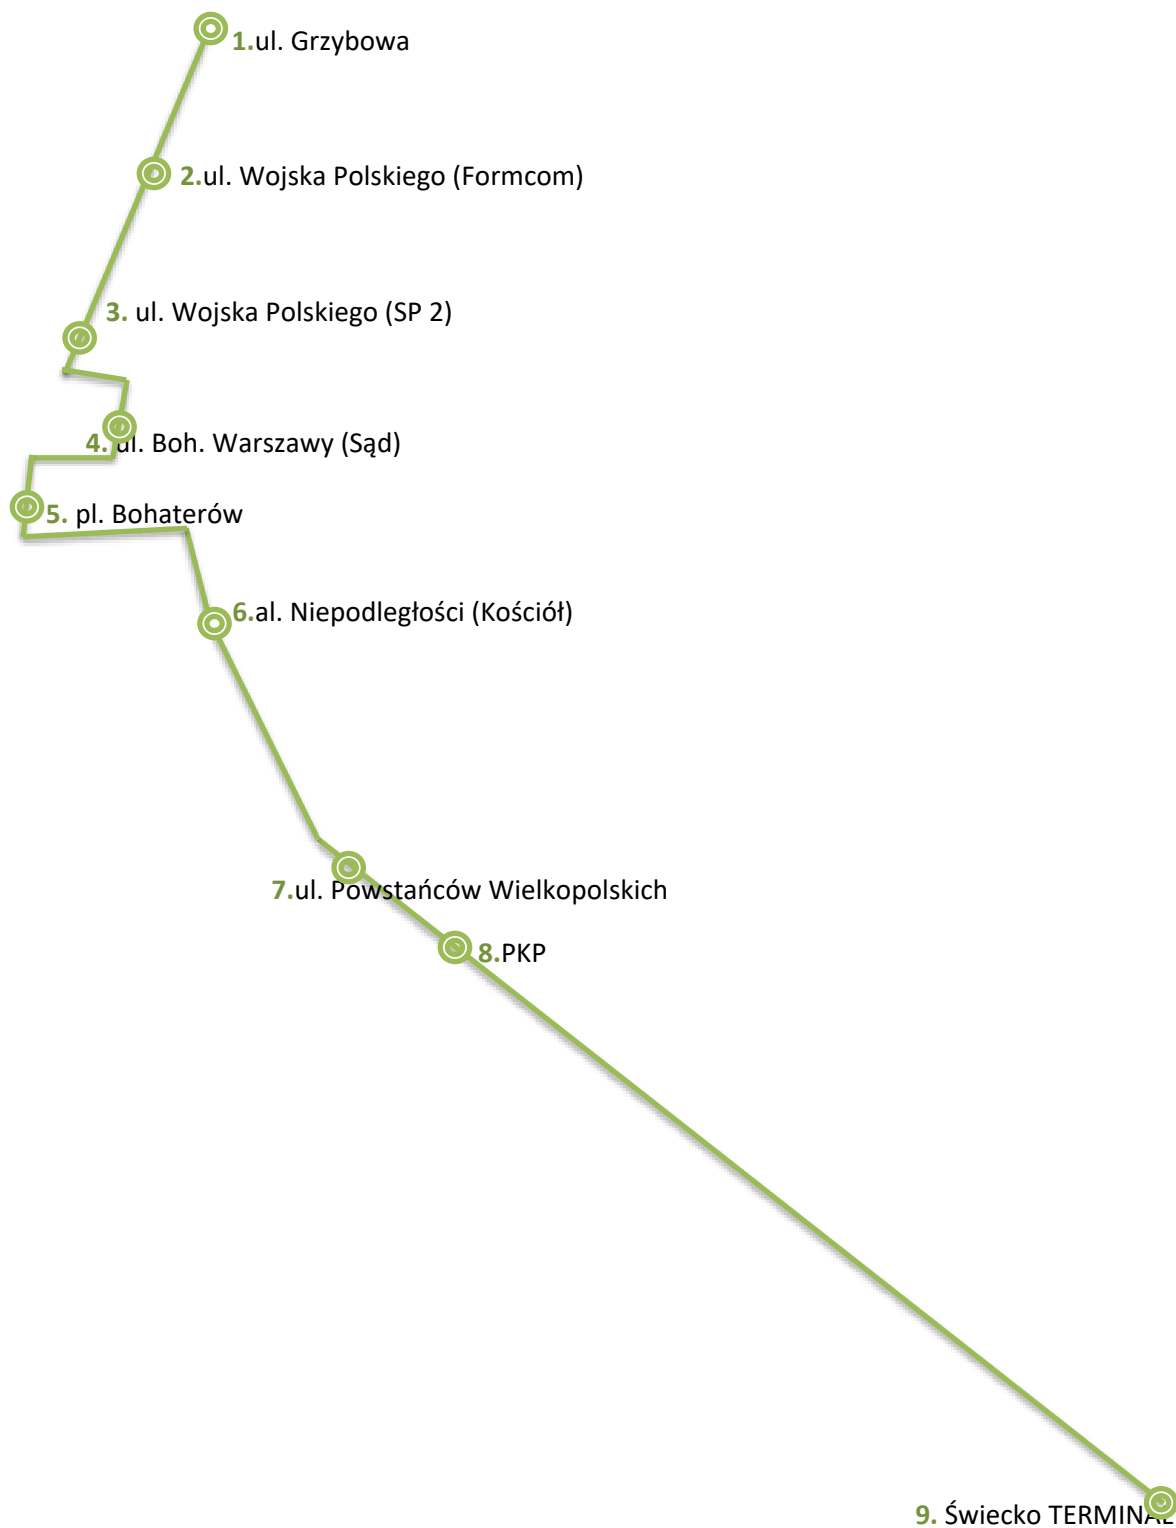 1.ul. Grzybowa
2.ul. Wojska Polskiego (Formcom)
3. ul. Wojska Polskiego (SP 2)
4. ul. Boh. Warszawy (Sąd)
5. pl. Bohaterów
6.al. Niepodległości (Kościół)
7.ul. Powstańców Wielkopolskich
8.PKP
9. Świecko TERMINAL